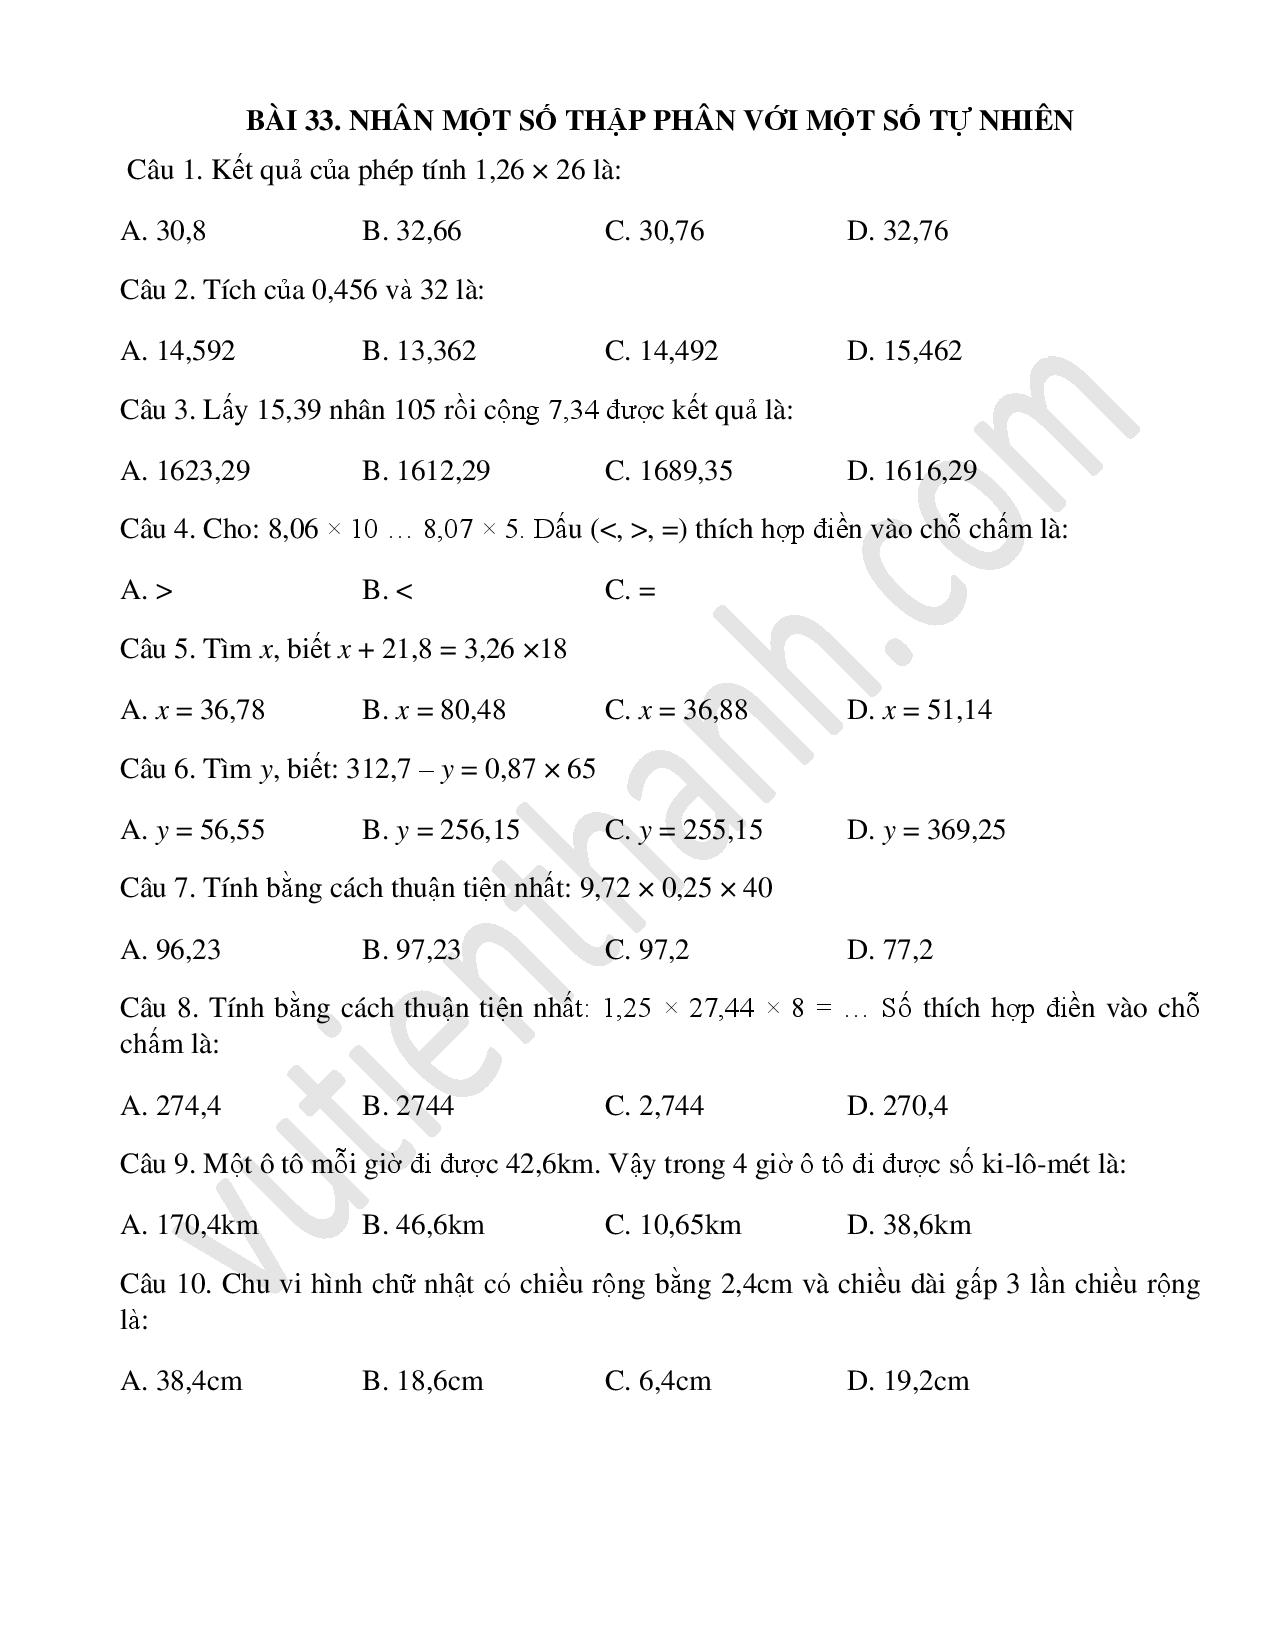 BÀI 33. NHÂN MỘT SỐ THẬP PHÂN VỚI MỘT SỐ TỰ NHIÊN
Câu 1. Kết quả của phép tính 1,26 × 26 là:
A. 30,8 B. 32,66 C. 30,76 D. 32,76
Câu 2. Tích của 0,456 và 32 là:
A. 14,592 B. 13,362 C. 14,492 D. 15,462
Câu 3. Lấy 15,39 nhân 105 rồi cộng 7,34 được kết quả là:
A. 1623,29 B. 1612,29 C. 1689,35 D. 1616,29
Câu 4. Cho: 8,06 × 10 … 8,07 × 5. Dấu (<, >, =) thích hợp điền vào chỗ chấm là:
A. > B. < C. =
Câu 5. Tìm x, biết x + 21,8 = 3,26 ×18
A. x = 36,78 B. x = 80,48 C. x = 36,88 D. x = 51,14
Câu 6. Tìm y, biết: 312,7 – y = 0,87 × 65
A. y = 56,55 B. y = 256,15 C. y = 255,15 D. y = 369,25
Câu 7. Tính bằng cách thuận tiện nhất: 9,72 × 0,25 × 40
A. 96,23 B. 97,23 C. 97,2 D. 77,2
Câu 8. Tính bằng cách thuận tiện nhất: 1,25 × 27,44 × 8 = … Số thích hợp điền vào chỗ
chấm là:
A. 274,4 B. 2744 C. 2,744 D. 270,4
Câu 9. Một ô tô mỗi giờ đi được 42,6km. Vậy trong 4 giờ ô tô đi được số ki-lô-mét là:
A. 170,4km B. 46,6km C. 10,65km D. 38,6km
Câu 10. Chu vi hình chữ nhật có chiều rộng bằng 2,4cm và chiều dài gấp 3 lần chiều rộng
là:
A. 38,4cm B. 18,6cm C. 6,4cm D. 19,2cm
vutienthanh.com